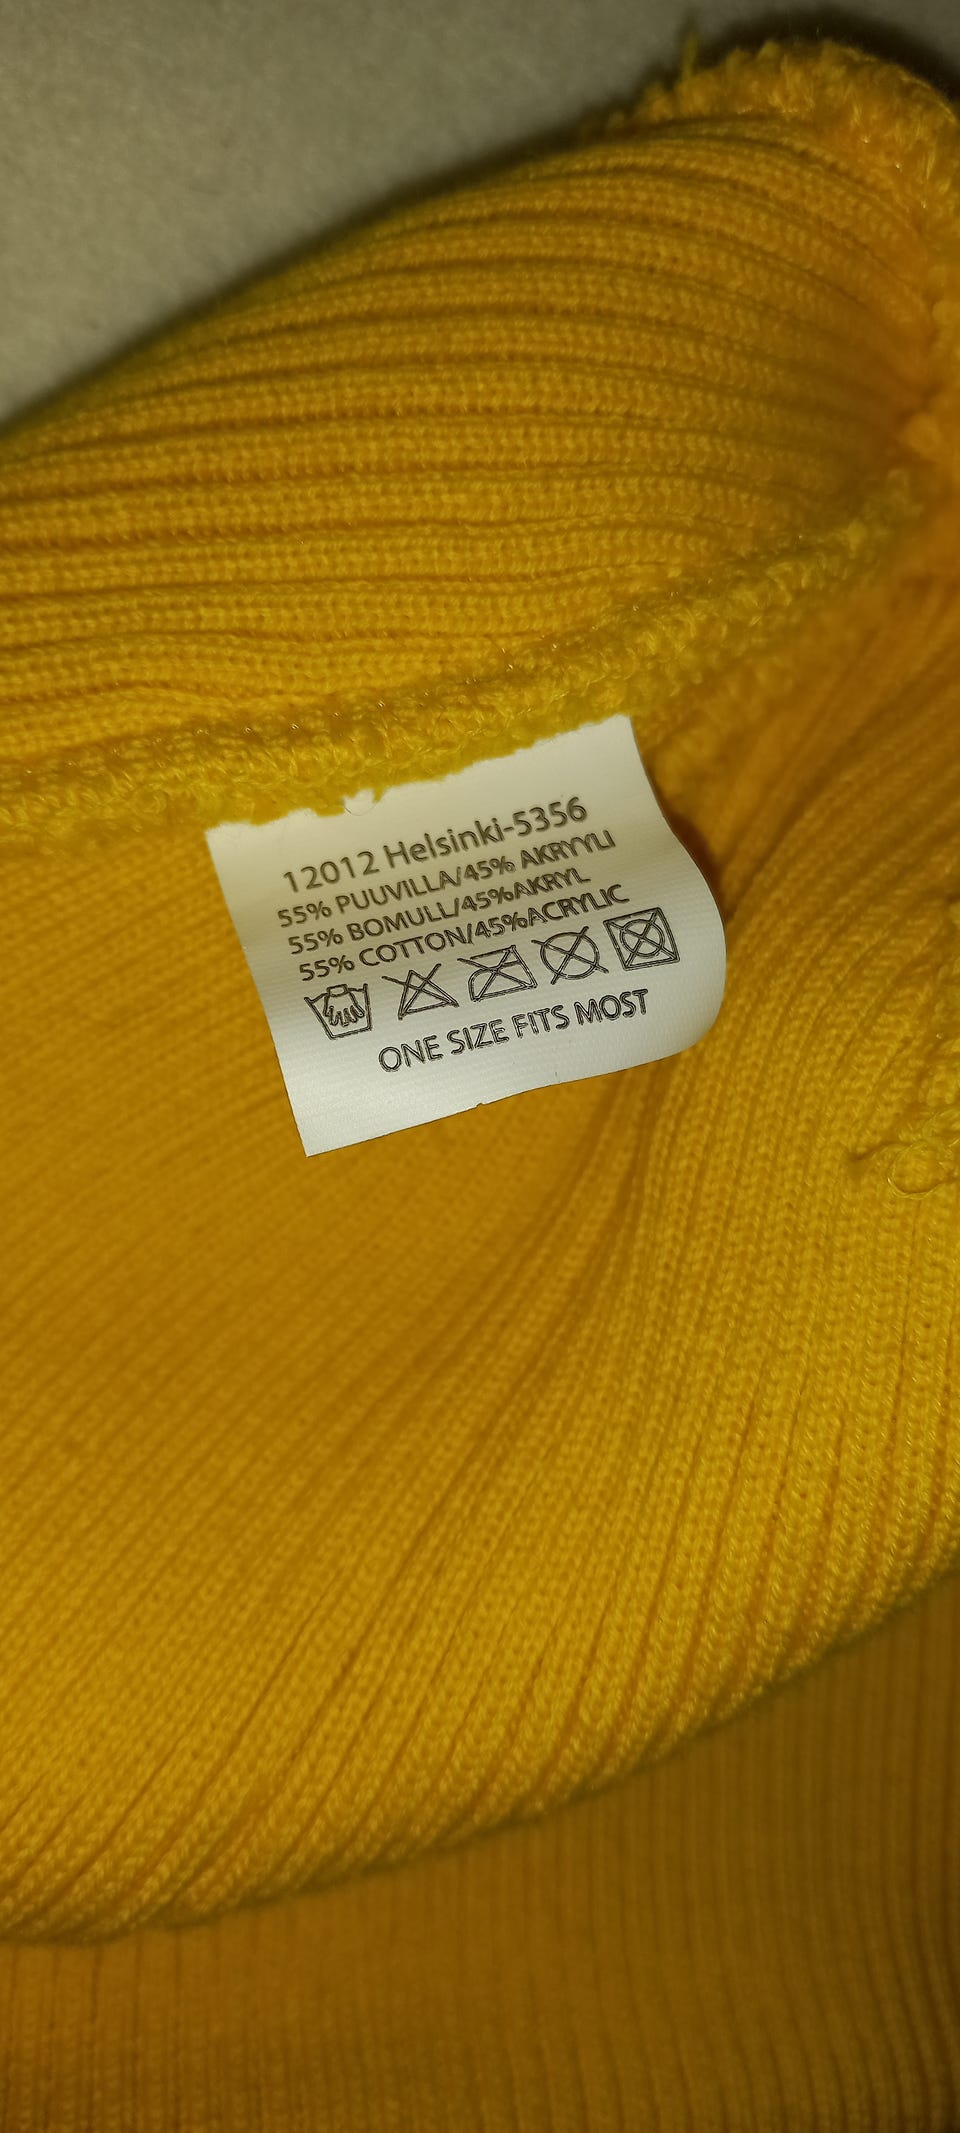 12012 Helsinki-5356
55% PUUVILLA/45% AKRYYLI
55% BOMULL/45%AKRYL
55% COTTON/45%ACRYLIC
ONE SIZE FITS MOST